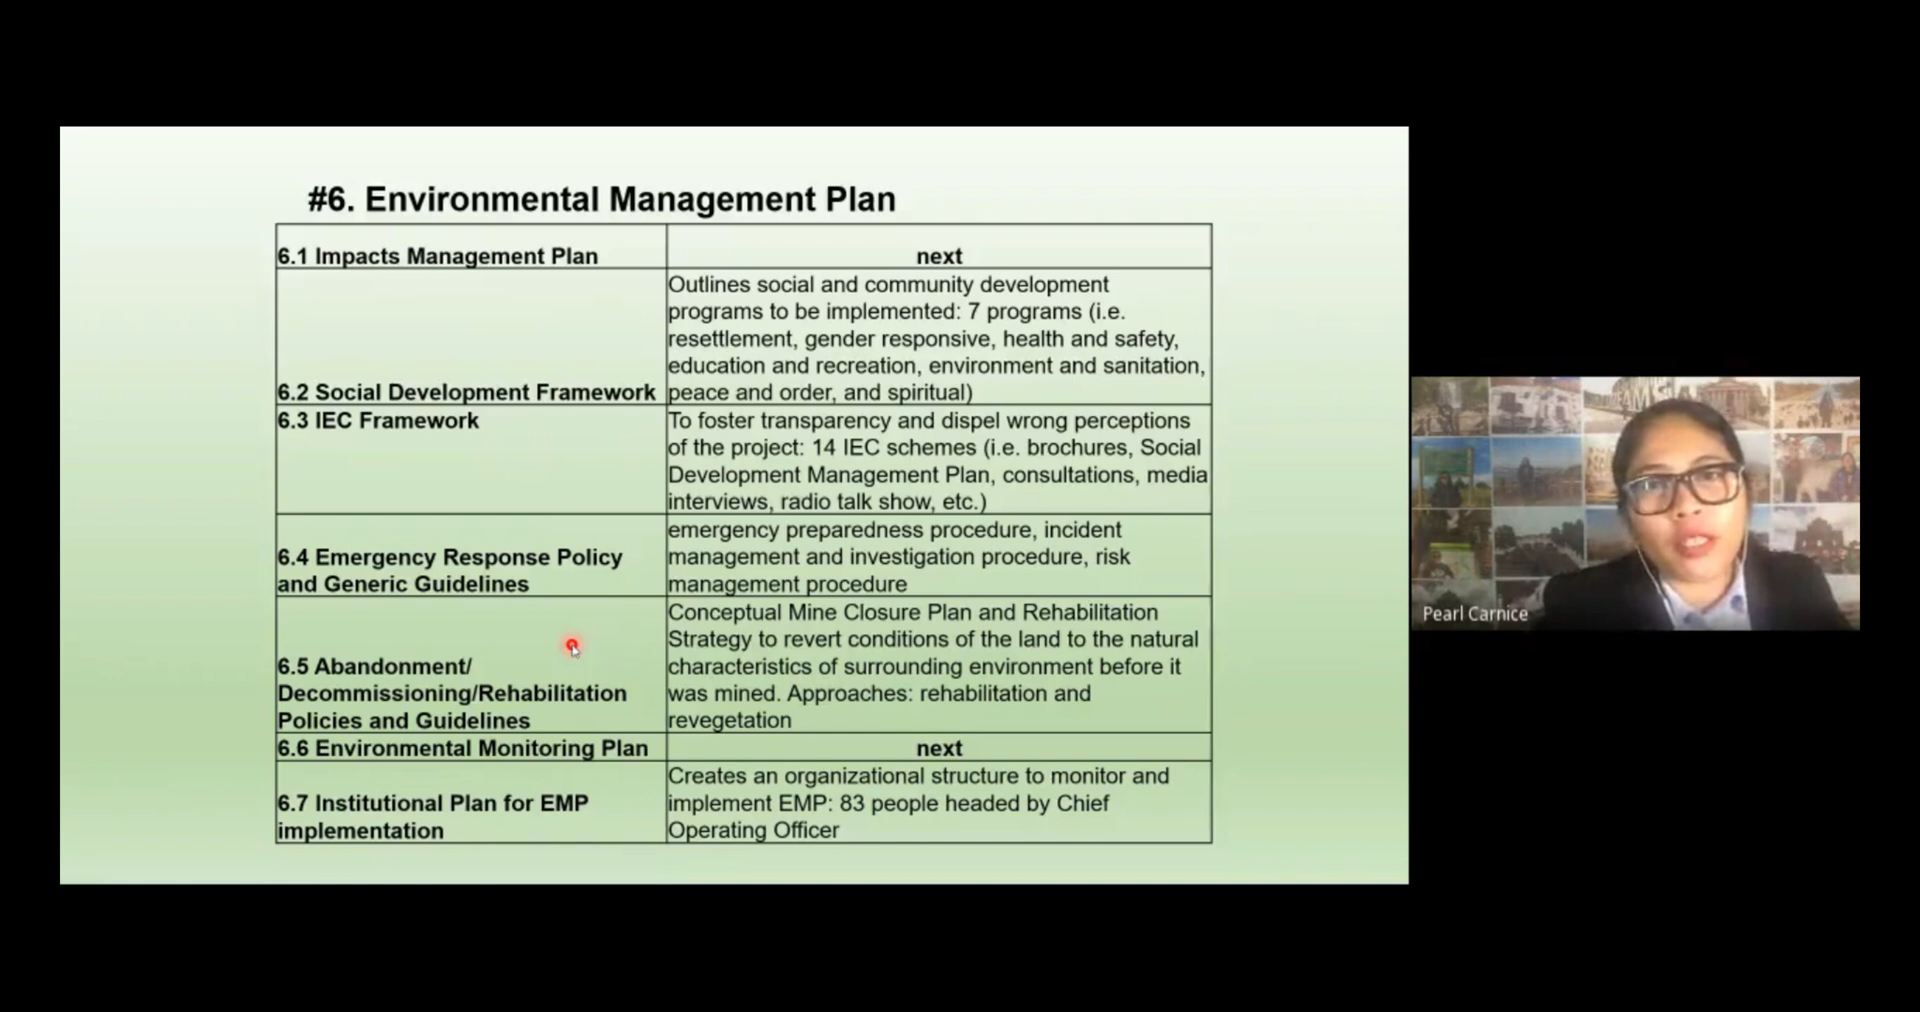 #6. Environmental Management Plan
6.1 Impacts Management Plan
next
6.2 Social Development Framework
Outlines social and community development
programs to be implemented: 7 programs (i.e.
resettlement, gender responsive, health and safety,
education and recreation, environment and sanitation,
peace and order, and spiritual)
6.3 IEC Framework
To foster transparency and dispel wrong perceptions
of the project: 14 IEC schemes (i.e. brochures, Social
Development Management Plan, consultations, media
interviews, radio talk show, etc.)
6.4 Emergency Response Policy
and Generic Guidelines
emergency preparedness procedure, incident
management and investigation procedure, risk
management procedure
6.5 Abandonment/
Decommissioning/Rehabilitation
Policies and Guidelines
Conceptual Mine Closure Plan and Rehabilitation
Strategy to revert conditions of the land to the natural
characteristics of surrounding environment before it
was mined. Approaches: rehabilitation and
revegetation
6.6 Environmental Monitoring Plan
next
6.7 Institutional Plan for EMP
implementation
Creates an organizational structure to monitor and
implement EMP: 83 people headed by Chief
Operating Officer
Pearl Carnice